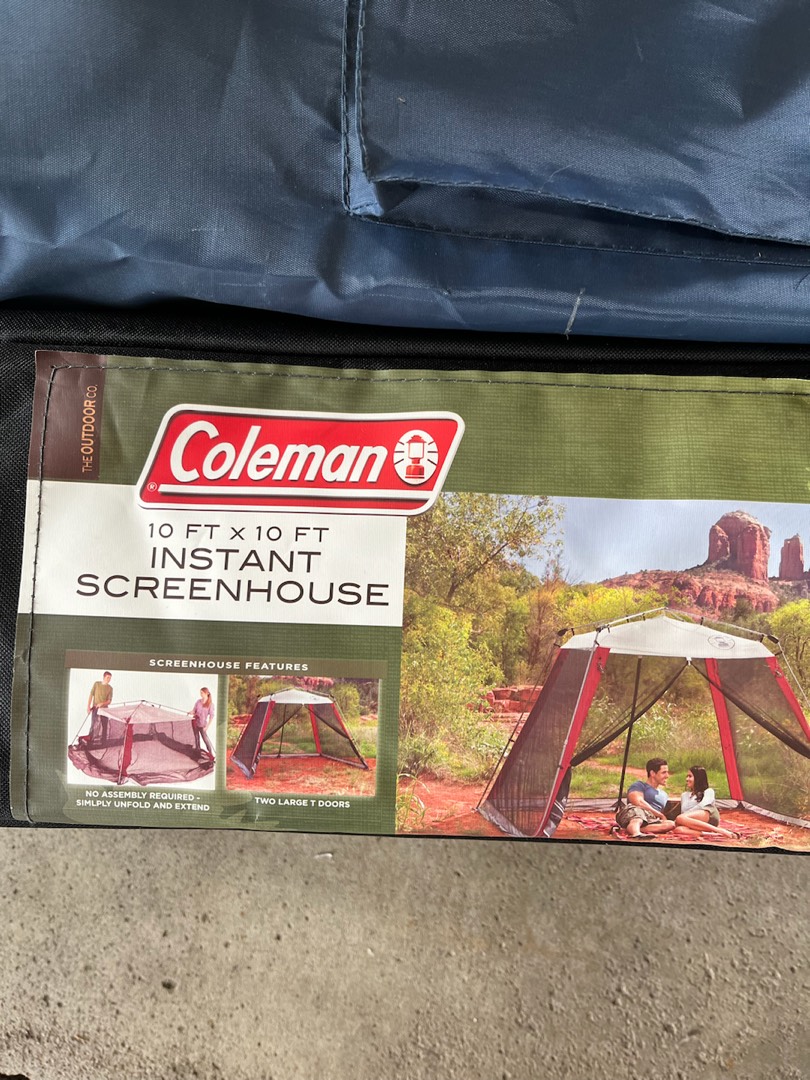 THE OUTDOOR CO.
Coleman
®
10 FT X 10 FT
INSTANT
SCREENHOUSE
SCREENHOUSE FEATURES
NO ASSEMBLY REQUIRED -
SIMLPLY UNFOLD AND EXTEND
TWO LARGE T DOORS